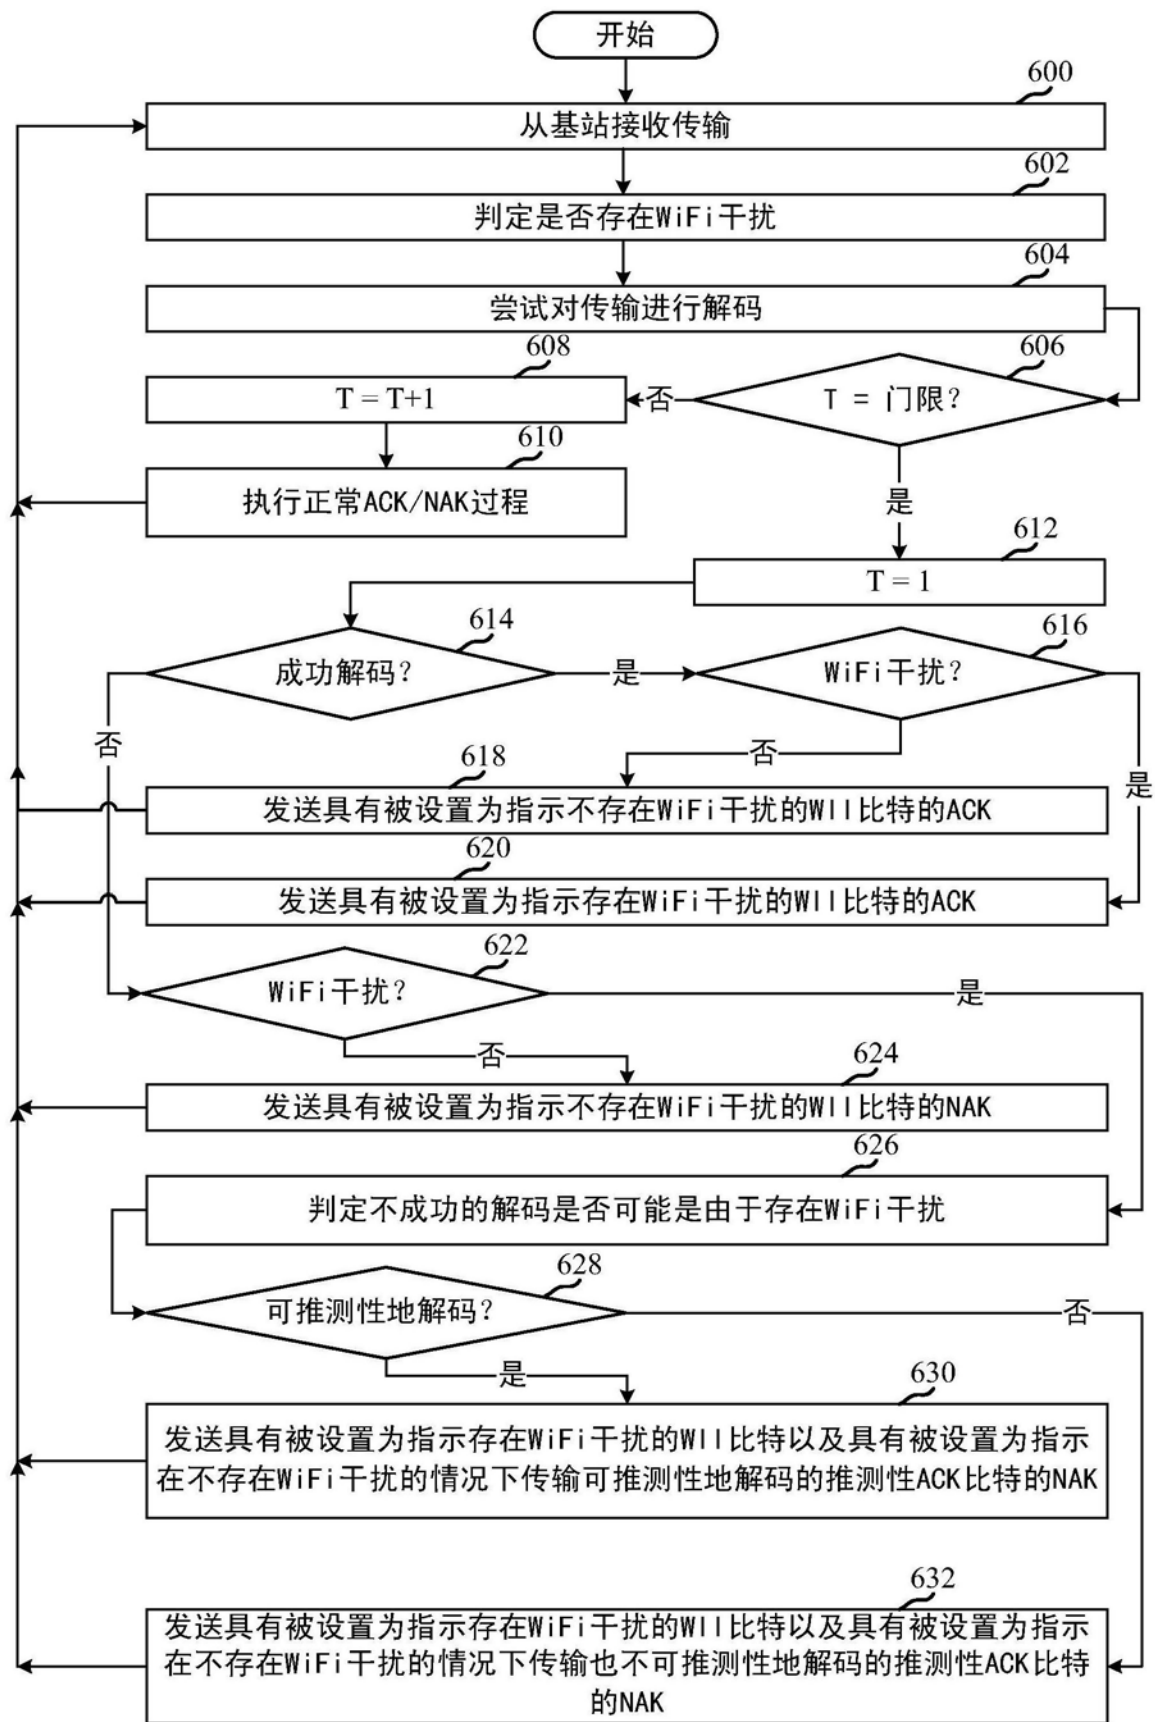 开始
600
从基站接收传输
602
判定是否存在WiFi干扰
604
尝试对传输进行解码
606
T = 门限?
608
否
T = T+1
610
执行正常ACK/NAK过程
是
612
T = 1
614
成功解码?
是
616
WiFi干扰?
否
否
是
618
发送具有被设置为指示不存在WiFi干扰的WII比特的ACK
620
发送具有被设置为指示存在WiFi干扰的WII比特的ACK
622
WiFi干扰?
是
否
624
发送具有被设置为指示不存在WiFi干扰的WII比特的NAK
626
判定不成功的解码是否可能是由于存在WiFi干扰
628
可推测性地解码?
否
是
630
发送具有被设置为指示存在WiFi干扰的WII比特以及具有被设置为指示
在不存在WiFi干扰的情况下传输可推测性地解码的推测性ACK比特的NAK
632
发送具有被设置为指示存在WiFi干扰的WII比特以及具有被设置为指示
在不存在WiFi干扰的情况下传输也不可推测性地解码的推测性ACK比特
的NAK